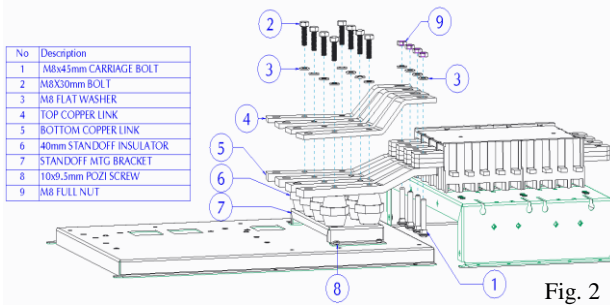 No Description
1 M8x45mm CARRIAGE BOLT
2 M8X30mm BOLT
3 M8 FLAT WASHER
4 TOP COPPER LINK
5 BOTTOM COPPER LINK
6 40mm STANDOFF INSULATOR
7 STANDOFF MTG BRACKET
8 10x9.5mm POZI SCREW
9 M8 FULL NUT
2
9
3
3
4
5
6
7
8
1
Fig. 2